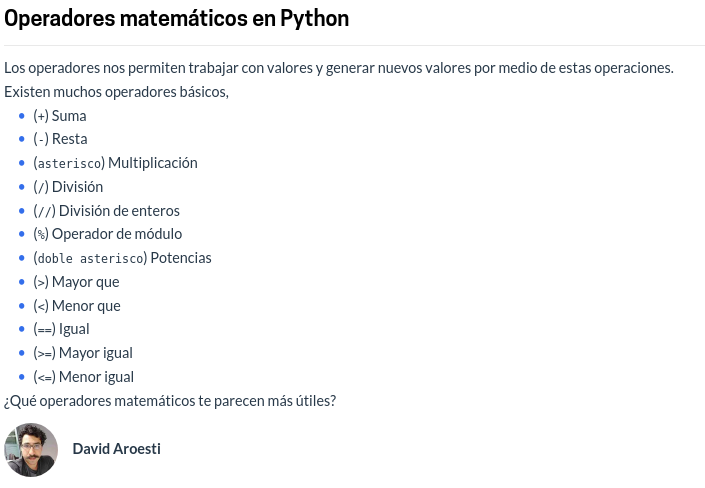 Operadores matemáticos en Python
Los operadores nos permiten trabajar con valores y generar nuevos valores por medio de estas operaciones.
Existen muchos operadores básicos,
• (+) Suma
• (-) Resta
• (asterisco) Multiplicación
• (/) División
• (//) División de enteros
• (%) Operador de módulo
• (doble asterisco) Potencias
• (>) Mayor que
• (<) Menor que
• (==) Igual
• (>=) Mayor igual
• (<=) Menor igual
¿Qué operadores matemáticos te parecen más útiles?
David Aroesti